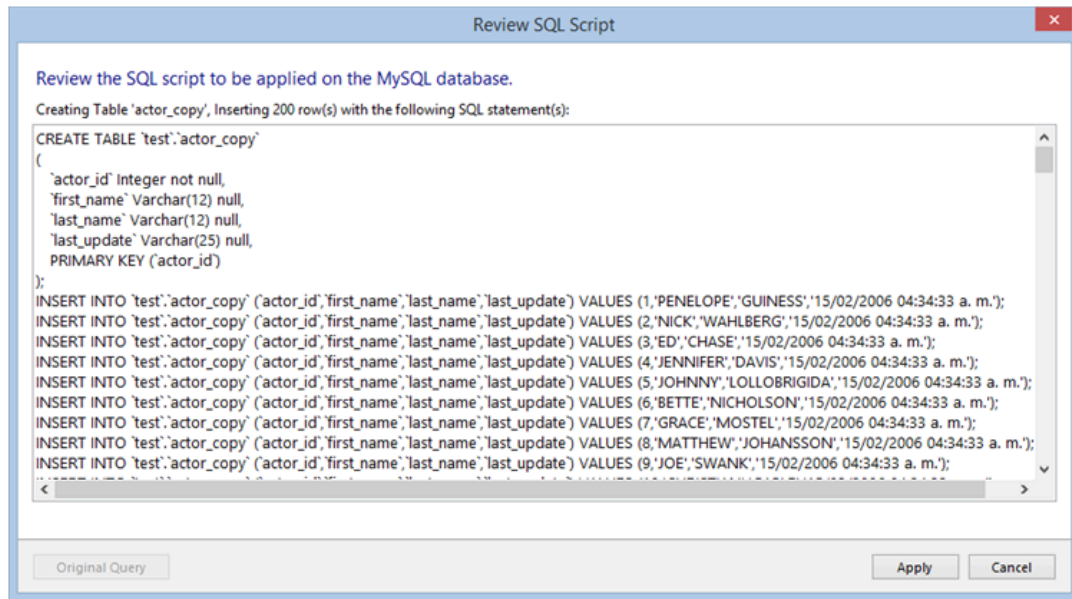 Review SQL Script
Review the SQL script to be applied on the MySQL database.
Creating Table 'actor_copy', Inserting 200 row(s) with the following SQL statement(s):
CREATE TABLE `test`.`actor_copy`
(
`actor_id` Integer not null,
`first_name` Varchar(12) null,
`last_name` Varchar(12) null,
`last_update` Varchar(25) null,
PRIMARY KEY (`actor_id`)
);
INSERT INTO `test`.`actor_copy` (`actor_id`,`first_name`,`last_name`,`last_update`) VALUES (1,'PENELOPE','GUINESS','15/02/2006 04:34:33 a. m.');
INSERT INTO `test`.`actor_copy` (`actor_id`,`first_name`,`last_name`,`last_update`) VALUES (2,'NICK','WAHLBERG','15/02/2006 04:34:33 a. m.');
INSERT INTO `test`.`actor_copy` (`actor_id`,`first_name`,`last_name`,`last_update`) VALUES (3,'ED','CHASE','15/02/2006 04:34:33 a. m.');
INSERT INTO `test`.`actor_copy` (`actor_id`,`first_name`,`last_name`,`last_update`) VALUES (4,'JENNIFER','DAVIS','15/02/2006 04:34:33 a. m.');
INSERT INTO `test`.`actor_copy` (`actor_id`,`first_name`,`last_name`,`last_update`) VALUES (5,'JOHNNY','LOLLOBRIGIDA','15/02/2006 04:34:33 a. m.');
INSERT INTO `test`.`actor_copy` (`actor_id`,`first_name`,`last_name`,`last_update`) VALUES (6,'BETTE','NICHOLSON','15/02/2006 04:34:33 a. m.');
INSERT INTO `test`.`actor_copy` (`actor_id`,`first_name`,`last_name`,`last_update`) VALUES (7,'GRACE','MOSTEL','15/02/2006 04:34:33 a. m.');
INSERT INTO `test`.`actor_copy` (`actor_id`,`first_name`,`last_name`,`last_update`) VALUES (8,'MATTHEW','JOHANSSON','15/02/2006 04:34:33 a. m.');
INSERT INTO `test`.`actor_copy` (`actor_id`,`first_name`,`last_name`,`last_update`) VALUES (9,'JOE','SWANK','15/02/2006 04:34:33 a. m.');
Original Query
Apply
Cancel